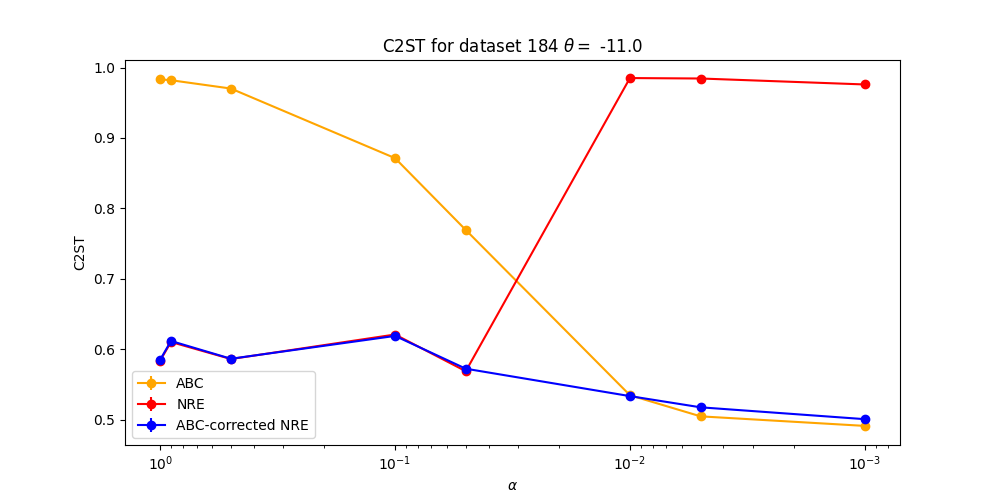 C2ST for dataset 184 θ = -11.0
C2ST
1.0
0.9
0.8
0.7
0.6
0.5
ABC
NRE
ABC-corrected NRE
10⁰
10⁻¹
10⁻²
10⁻³
α